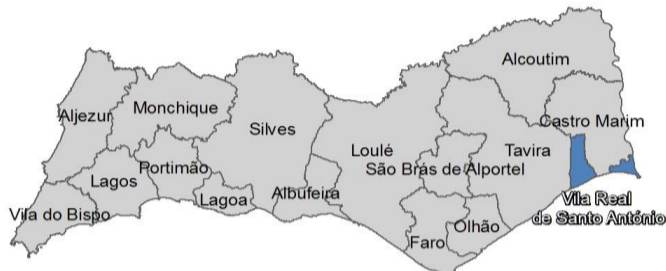 Alcoutim
Aljezur
Monchique
Castro Marim
Silves
Loulé
Tavira
Portimão
São Brás de Alportel
Lagos
Albufeira
Lagoa
Vila Real
de Santo António
Vila do Bispo
Olhão
Faro